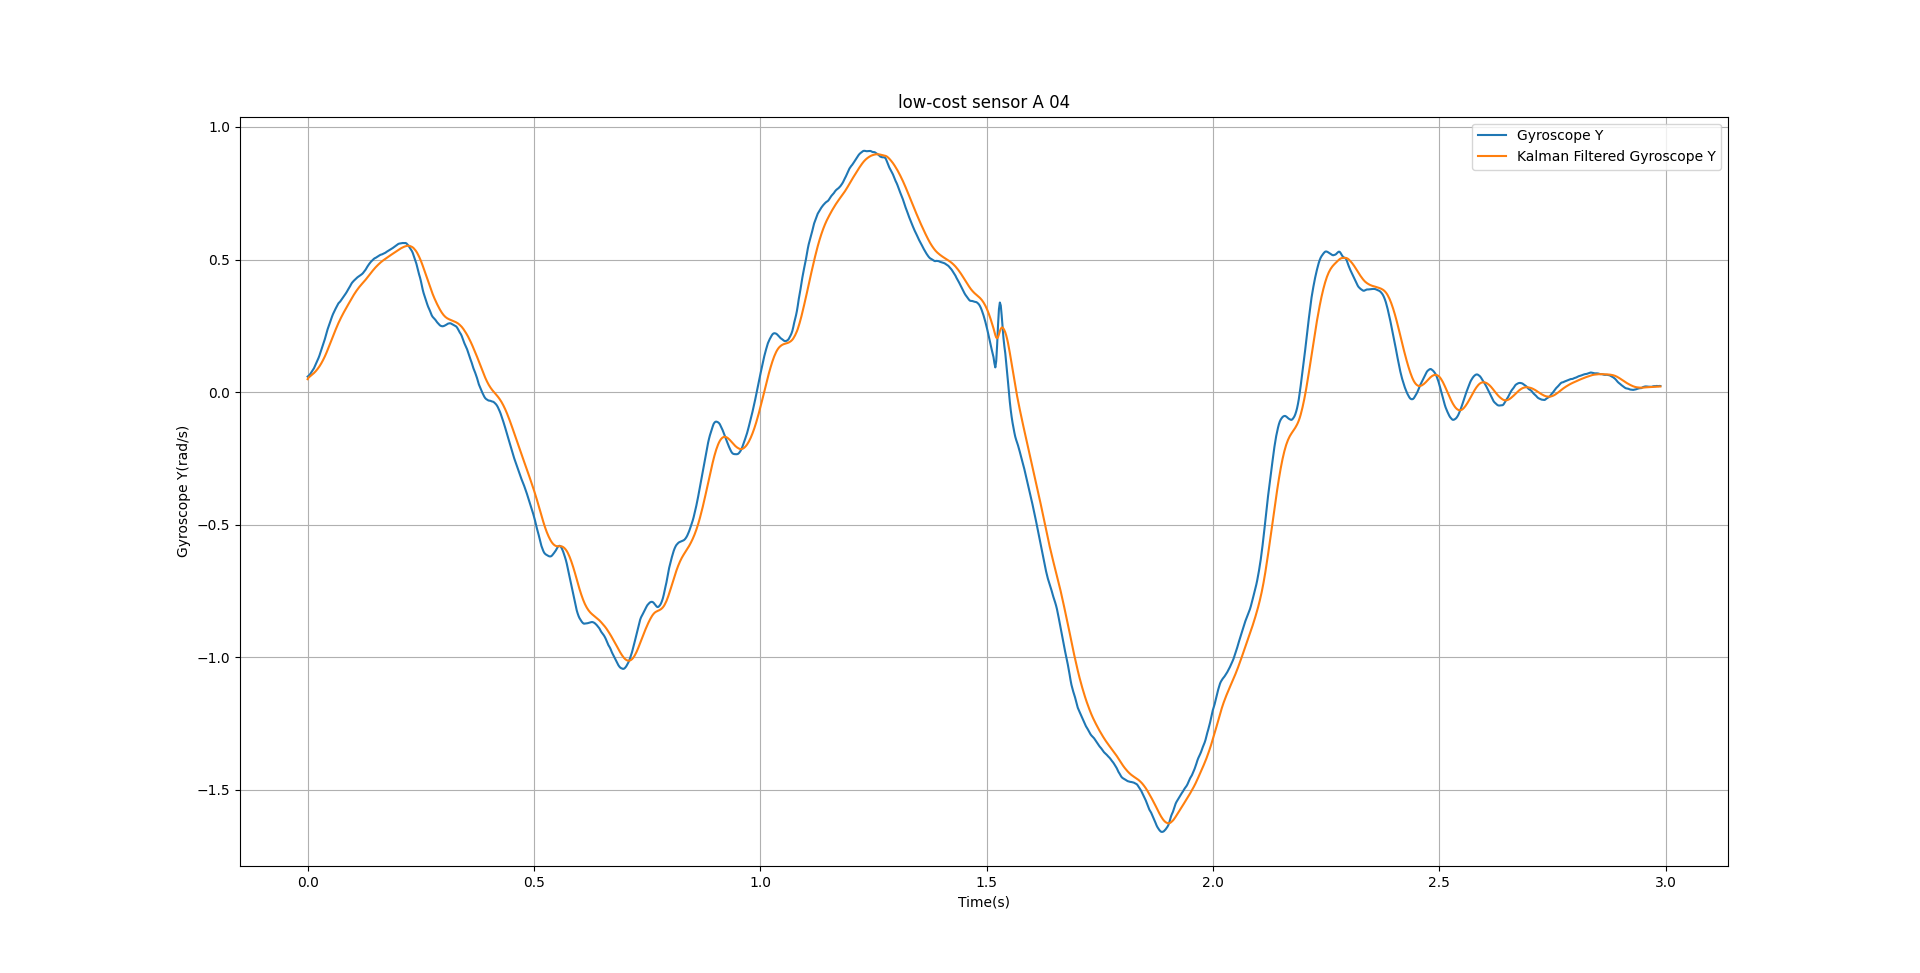 low-cost sensor A 04
Gyroscope Y
Kalman Filtered Gyroscope Y
1.0
0.5
0.0
−0.5
−1.0
−1.5
Gyroscope Y(rad/s)
0.0 0.5 1.0 1.5 2.0 2.5 3.0
Time(s)